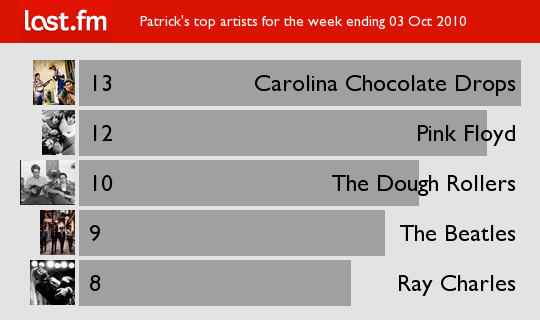 last.fm
Patrick's top artists for the week ending 03 Oct 2010
13 Carolina Chocolate Drops
12 Pink Floyd
10 The Dough Rollers
9 The Beatles
8 Ray Charles